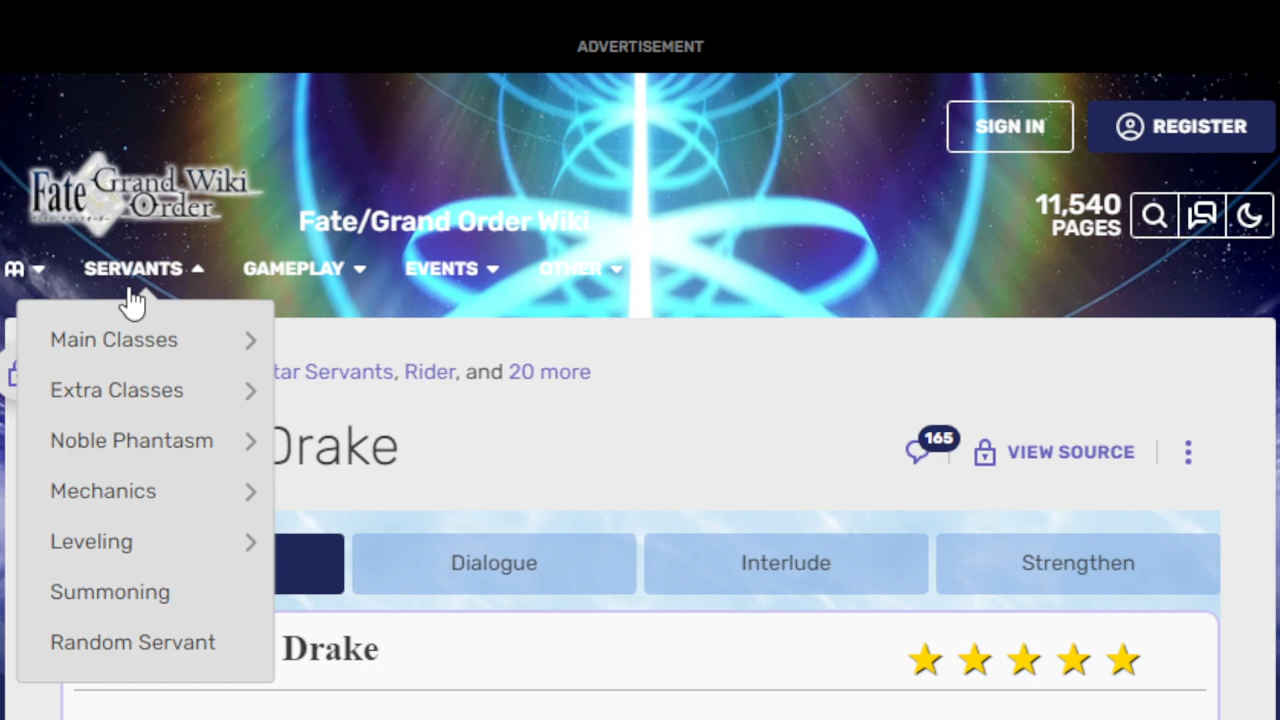 ADVERTISEMENT
SIGN IN
REGISTER
Fate Grand Order Wiki
Fate/Grand Order Wiki
11,540
PAGES
SERVANTS
GAMEPLAY
EVENTS
OTHER
Main Classes
Extra Classes
Noble Phantasm
Mechanics
Leveling
Summoning
Random Servant
tar Servants, Rider, and 20 more
Drake
165
VIEW SOURCE
Dialogue
Interlude
Strengthen
Drake